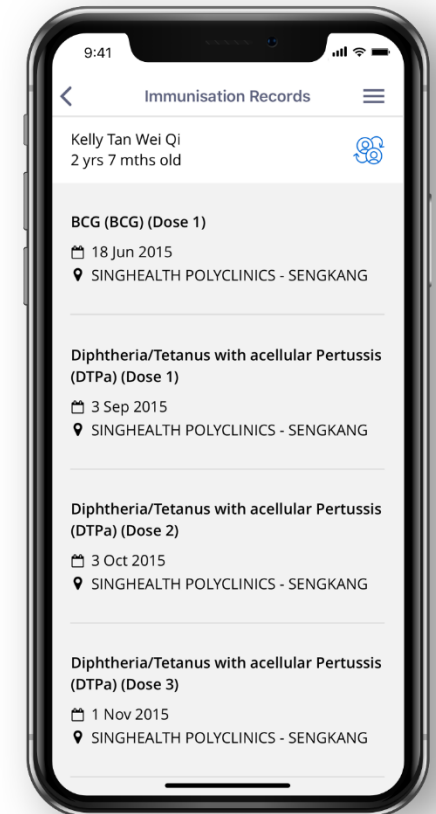 9:41
Immunisation Records
Kelly Tan Wei Qi
2 yrs 7 mths old
BCG (BCG) (Dose 1)
18 Jun 2015
SINGHEALTH POLYCLINICS - SENGKANG
Diphtheria/Tetanus with acellular Pertussis
(DTPa) (Dose 1)
3 Sep 2015
SINGHEALTH POLYCLINICS - SENGKANG
Diphtheria/Tetanus with acellular Pertussis
(DTPa) (Dose 2)
3 Oct 2015
SINGHEALTH POLYCLINICS - SENGKANG
Diphtheria/Tetanus with acellular Pertussis
(DTPa) (Dose 3)
1 Nov 2015
SINGHEALTH POLYCLINICS - SENGKANG